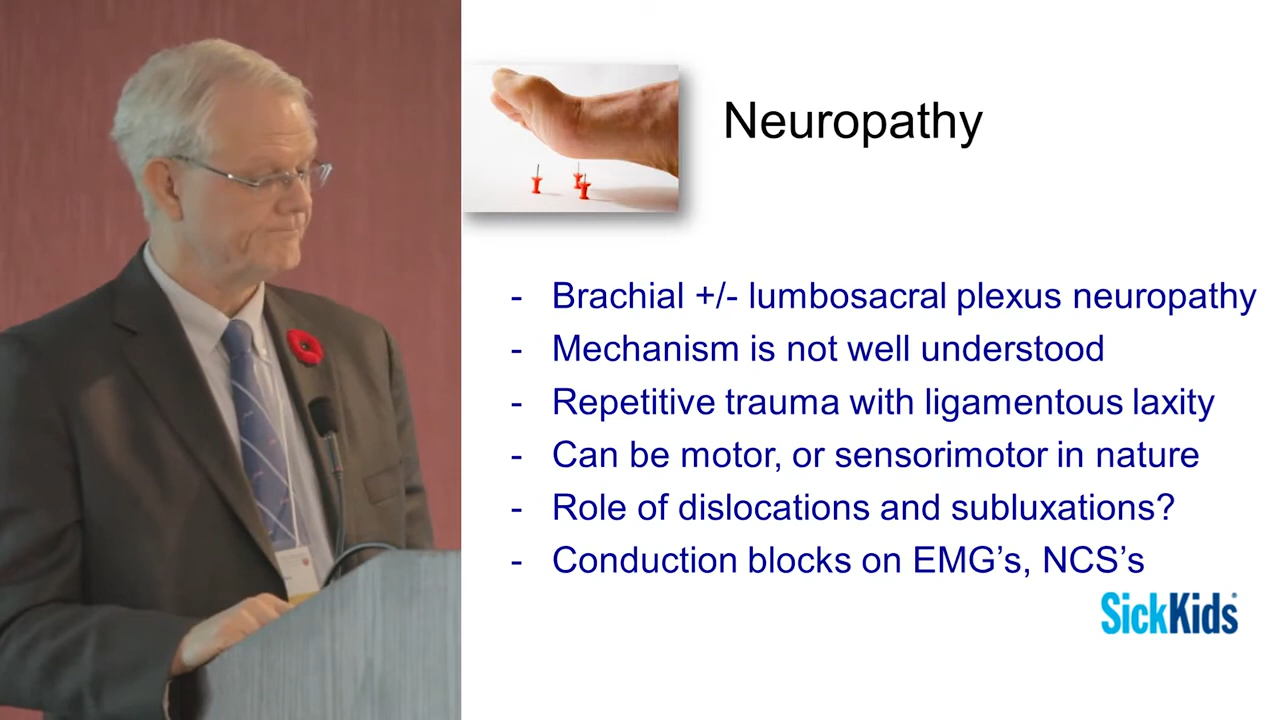 Neuropathy
- Brachial +/- lumbosacral plexus neuropathy
- Mechanism is not well understood
- Repetitive trauma with ligamentous laxity
- Can be motor, or sensorimotor in nature
- Role of dislocations and subluxations?
- Conduction blocks on EMG’s, NCS’s
SickKids®